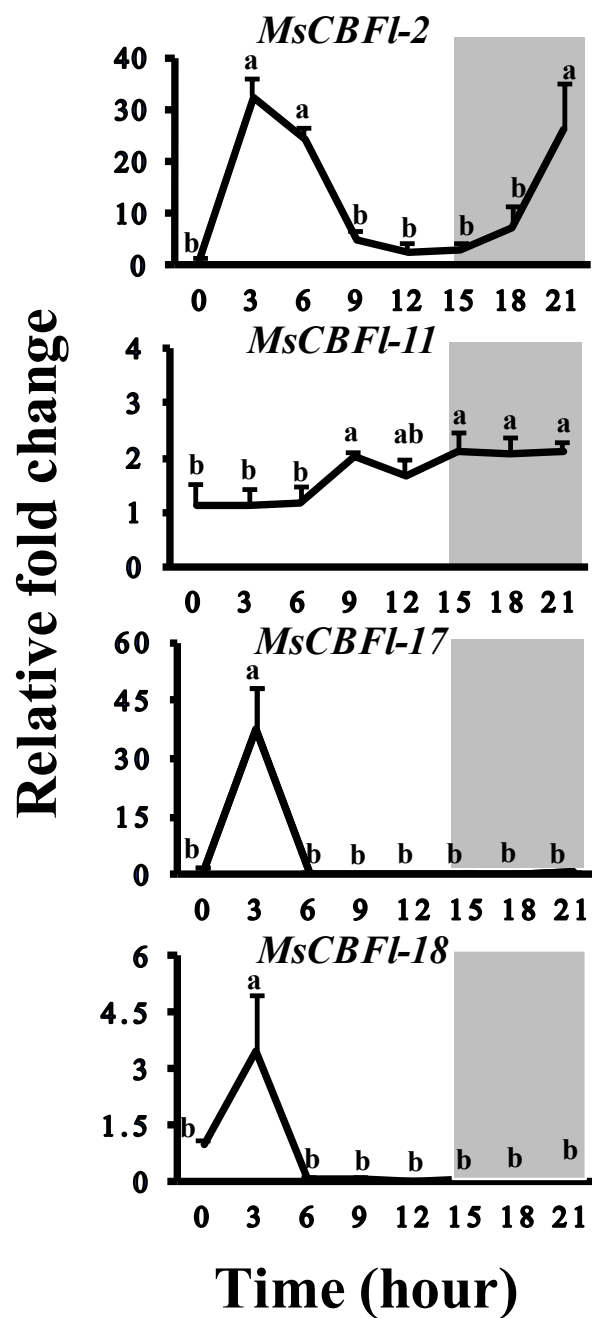 MsCBFl-2
40
30
20
10
0
a
a
a
b
b
b
b
b
0 3 6 9 12 15 18 21
MsCBFl-11
4
3
2
1
0
b b b a ab a a a
0 3 6 9 12 15 18 21
MsCBFl-17
60
45
30
15
0
a
b b b b b b b
0 3 6 9 12 15 18 21
MsCBFl-18
6
4.5
3
1.5
0
a
b
b b b b b b
0 3 6 9 12 15 18 21
Relative fold change
Time (hour)